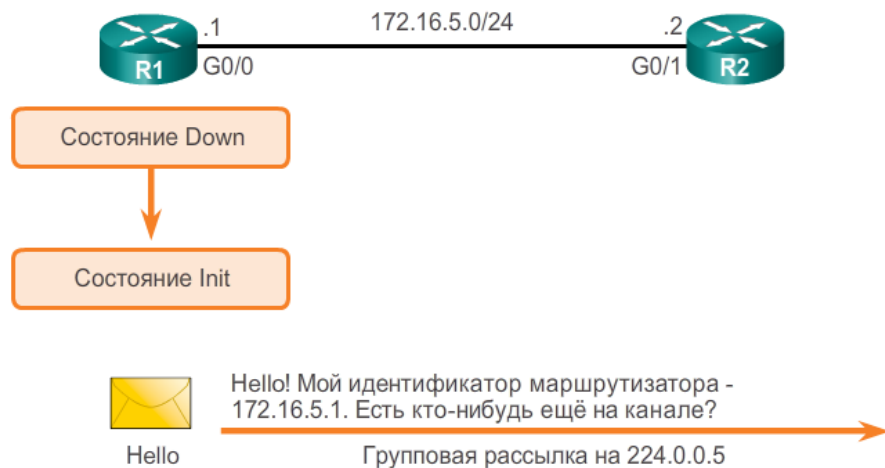 .1 172.16.5.0/24 .2
R1 G0/0 G0/1 R2
Состояние Down
Состояние Init
Hello! Мой идентификатор маршрутизатора -
172.16.5.1. Есть кто-нибудь ещё на канале?
Hello Групповая рассылка на 224.0.0.5